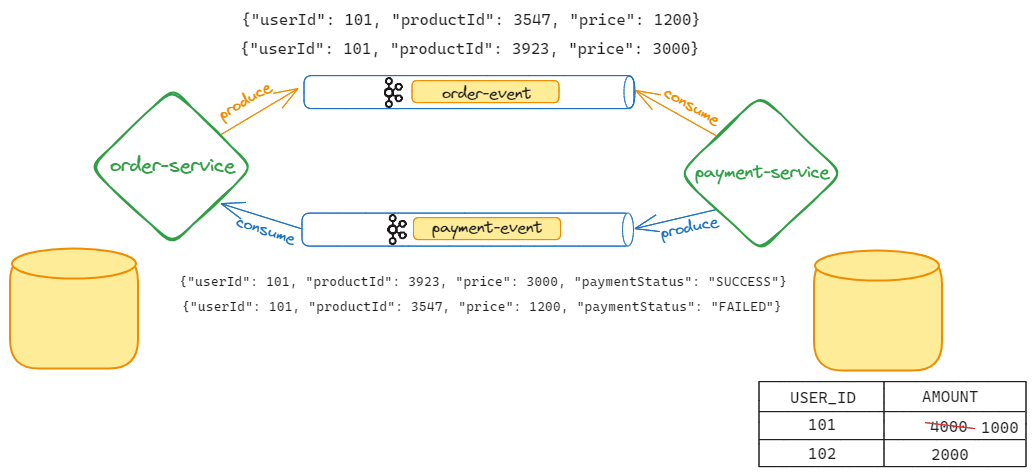 {"userId": 101, "productId": 3547, "price": 1200}
{"userId": 101, "productId": 3923, "price": 3000}
produce
order-event
consume
order-service
payment-service
consume
payment-event
produce
{"userId": 101, "productId": 3923, "price": 3000, "paymentStatus": "SUCCESS"}
{"userId": 101, "productId": 3547, "price": 1200, "paymentStatus": "FAILED"}
USER_ID AMOUNT
101 4000 1000
102 2000